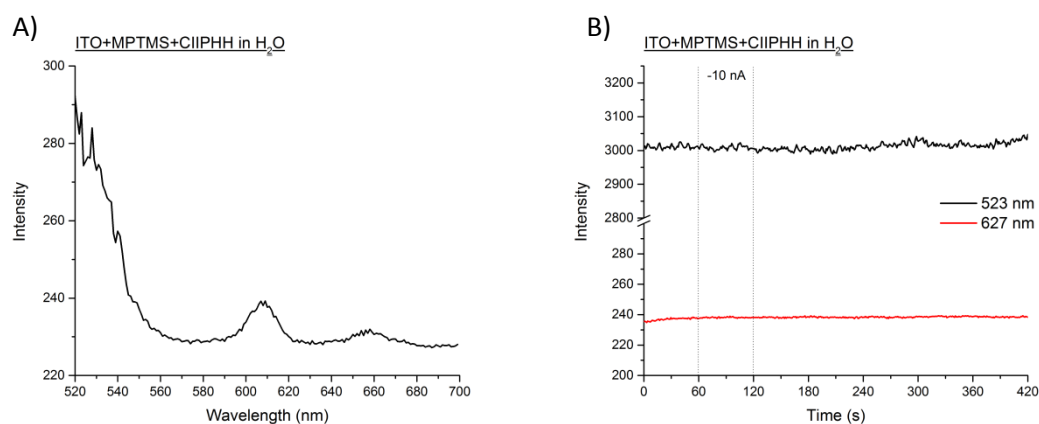 A)
ITO+MPTMS+CIIPHH in H₂O
300
280
260
240
220
520 540 560 580 600 620 640 660 680 700
Intensity
Wavelength (nm)
B)
ITO+MPTMS+CIIPHH in H₂O
-10 nA
3200
3100
3000
2900
2800
280
260
240
220
200
0 60 120 180 240 300 360 420
Intensity
Time (s)
523 nm
627 nm